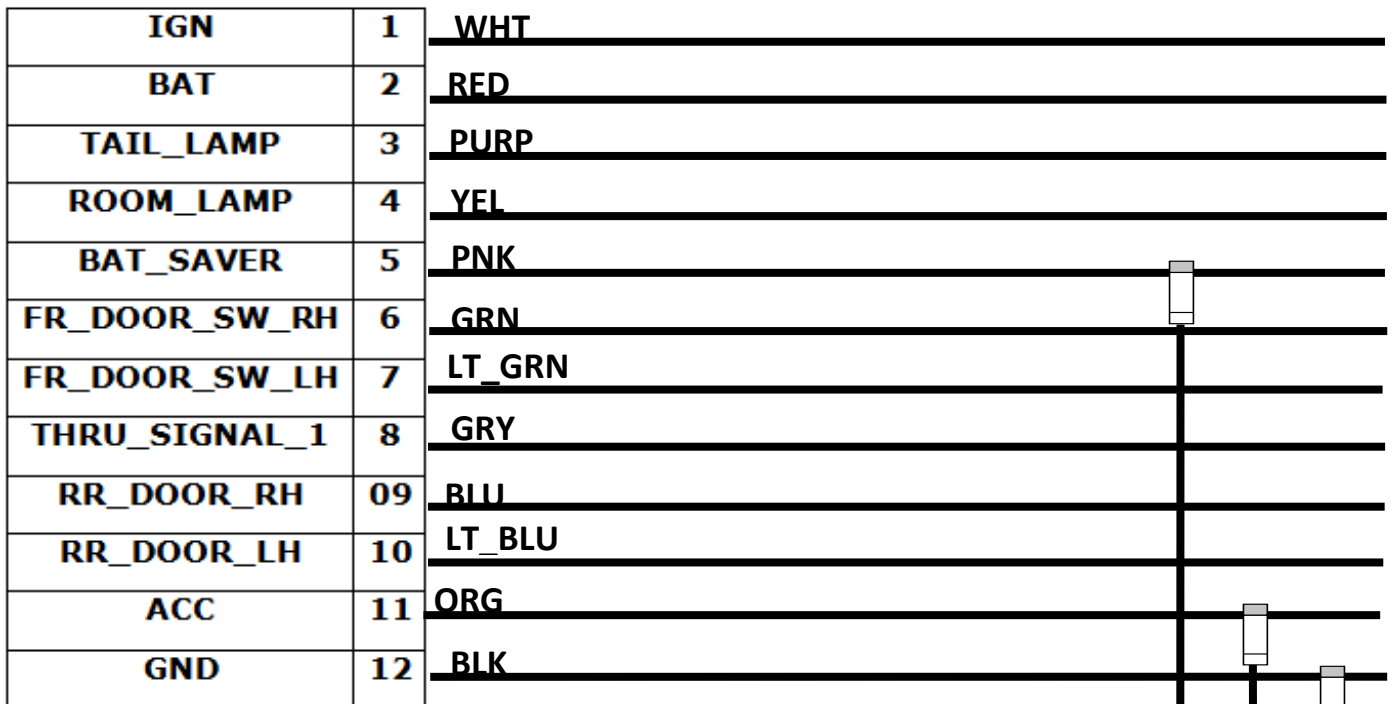 IGN 1 WHT
BAT 2 RED
TAIL_LAMP 3 PURP
ROOM_LAMP 4 YEL
BAT_SAVER 5 PNK
FR_DOOR_SW_RH 6 GRN
FR_DOOR_SW_LH 7 LT_GRN
THRU_SIGNAL_1 8 GRY
RR_DOOR_RH 09 BLU
RR_DOOR_LH 10 LT_BLU
ACC 11 ORG
GND 12 BLK